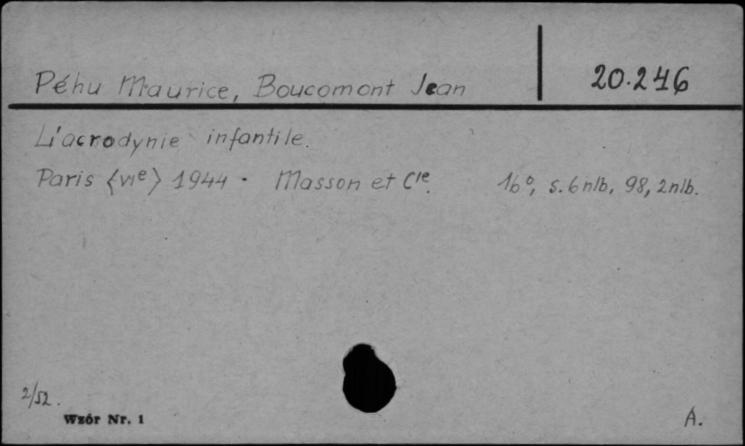 Péhu Maurice, Boucomont Jean
20.246
L'acrodynie infantile.
Paris <VIe> 1944. Masson et Cie. 16°, s. 6 nlb, 98, 2 nlb.
2/52.
Wzór Nr. 1
A.